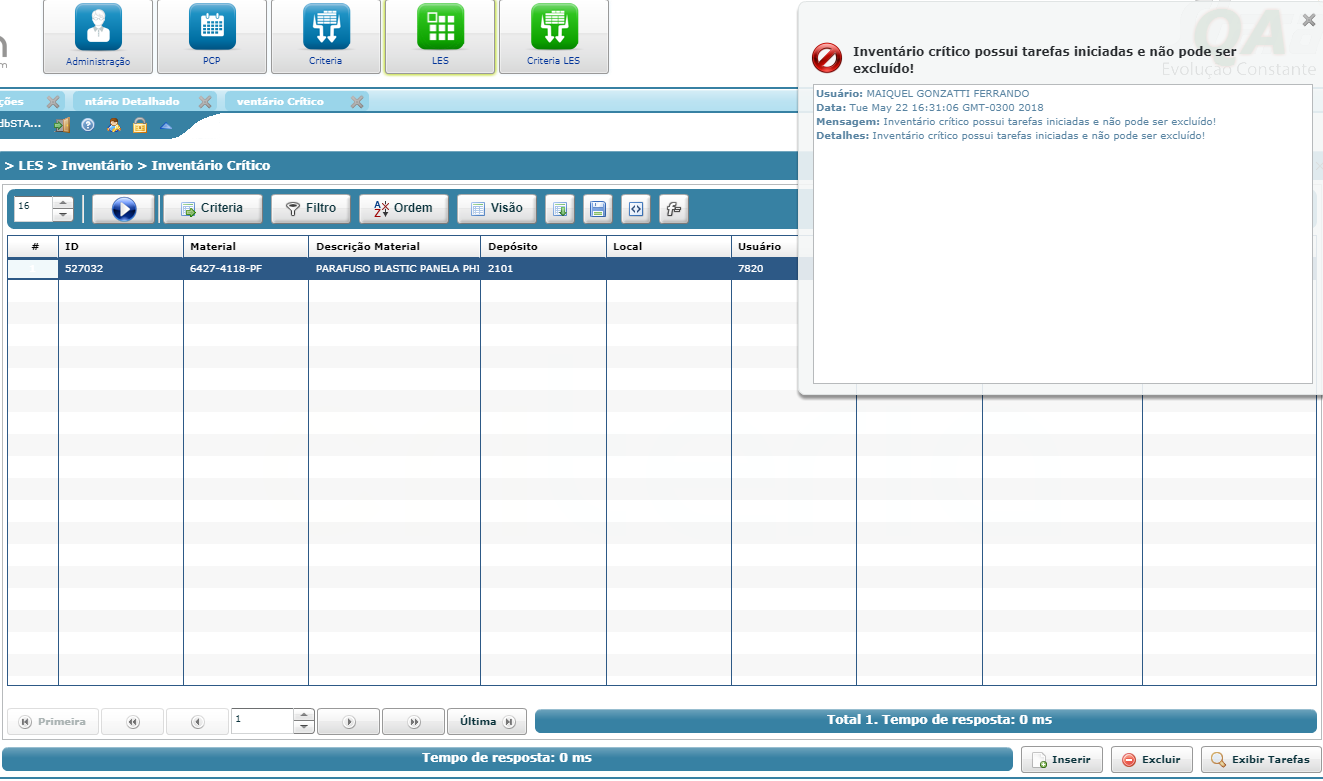 Administração
PCP
Criteria
LES
Criteria LES
QA
Evolução Constante
Inventário crítico possui tarefas iniciadas e não pode ser
excluído!
Usuário: MAIQUEL GONZATTI FERRANDO
Data: Tue May 22 16:31:06 GMT-0300 2018
Mensagem: Inventário crítico possui tarefas iniciadas e não pode ser excluído!
Detalhes: Inventário crítico possui tarefas iniciadas e não pode ser excluído!
ções
ntário Detalhado
ventário Crítico
dbSTA...
> LES > Inventário > Inventário Crítico
16
Criteria
Filtro
Ordem
Visão
# ID Material Descrição Material Depósito Local Usuário
527032 6427-4118-PF PARAFUSO PLASTIC PANELA PHI 2101 7820
Primeira
1
Última
Total 1. Tempo de resposta: 0 ms
Tempo de resposta: 0 ms
Inserir
Excluir
Exibir Tarefas